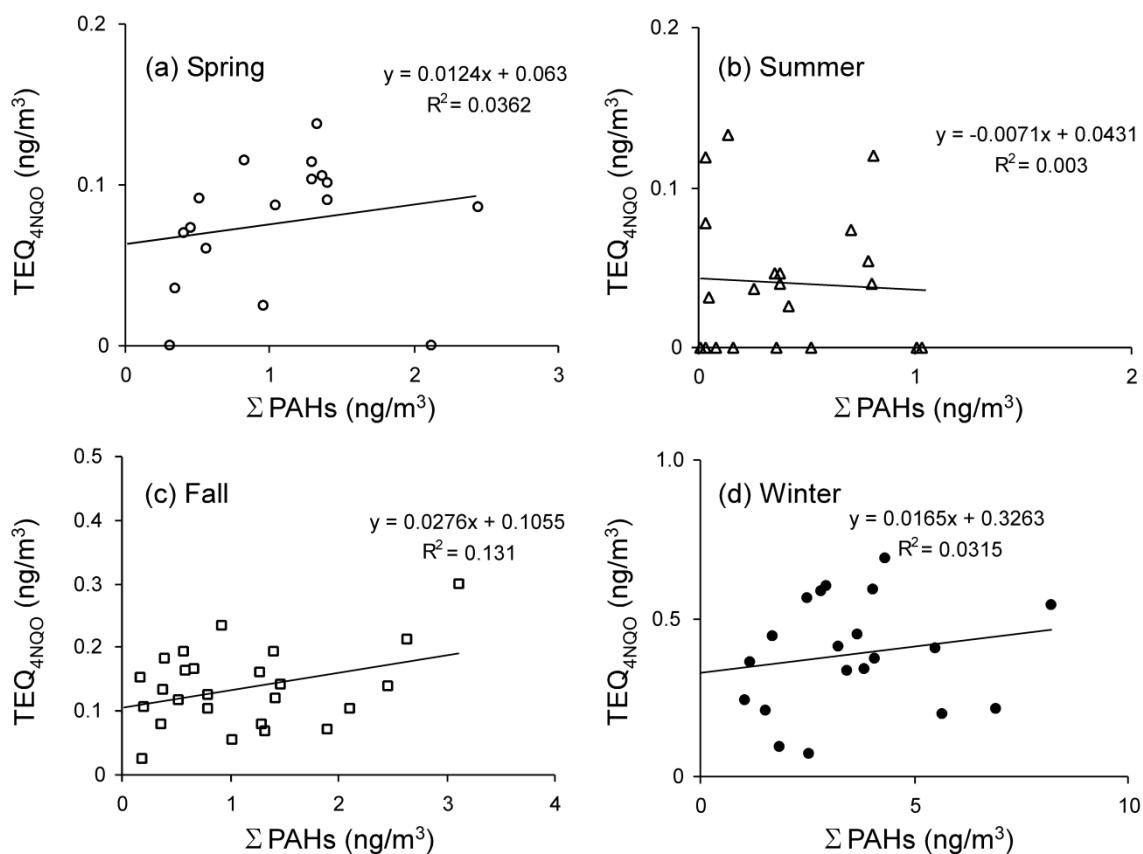 (a) Spring
y = 0.0124x + 0.063
R² = 0.0362
TEQ4NQO (ng/m³)
0.2
0.1
0
0 1 2 3
Σ PAHs (ng/m³)
(b) Summer
y = -0.0071x + 0.0431
R² = 0.003
TEQ4NQO (ng/m³)
0.2
0.1
0
0 1 2
Σ PAHs (ng/m³)
(c) Fall
y = 0.0276x + 0.1055
R² = 0.131
TEQ4NQO (ng/m³)
0.5
0.4
0.3
0.2
0.1
0
0 1 2 3 4
Σ PAHs (ng/m³)
(d) Winter
y = 0.0165x + 0.3263
R² = 0.0315
TEQ4NQO (ng/m³)
1.0
0.5
0
0 5 10
Σ PAHs (ng/m³)